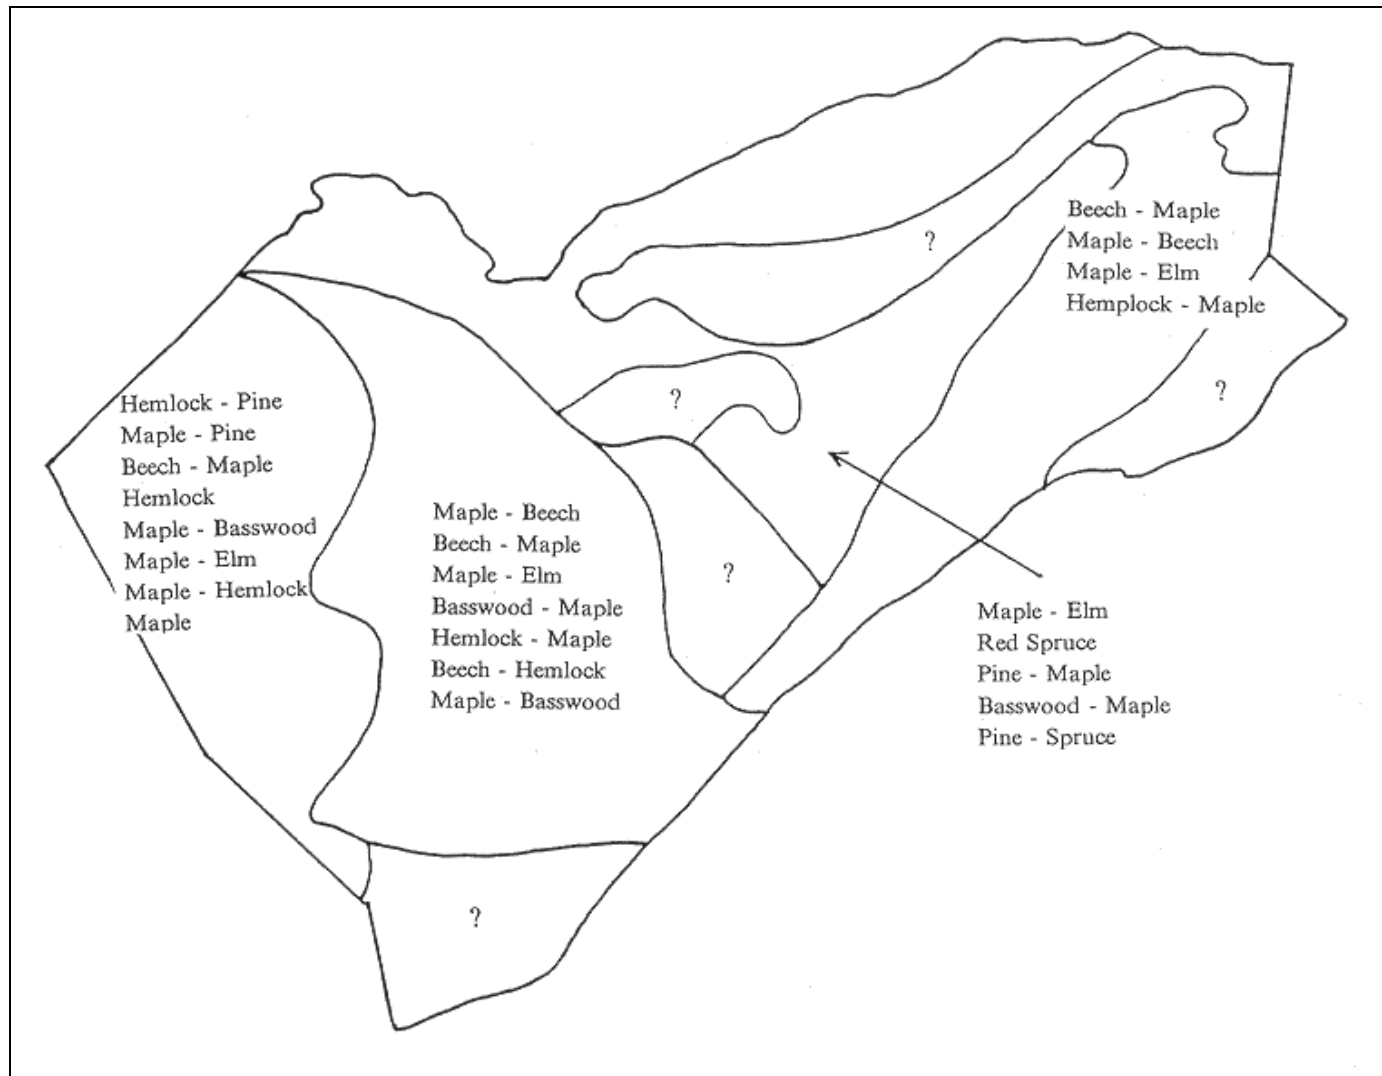 Beech - Maple
Maple - Beech
Maple - Elm
Hemplock - Maple
?
?
?
Hemlock - Pine
Maple - Pine
Beech - Maple
Hemlock
Maple - Basswood
Maple - Elm
Maple - Hemlock
Maple
Maple - Beech
Beech - Maple
Maple - Elm
Basswood - Maple
Hemlock - Maple
Beech - Hemlock
Maple - Basswood
?
Maple - Elm
Red Spruce
Pine - Maple
Basswood - Maple
Pine - Spruce
?